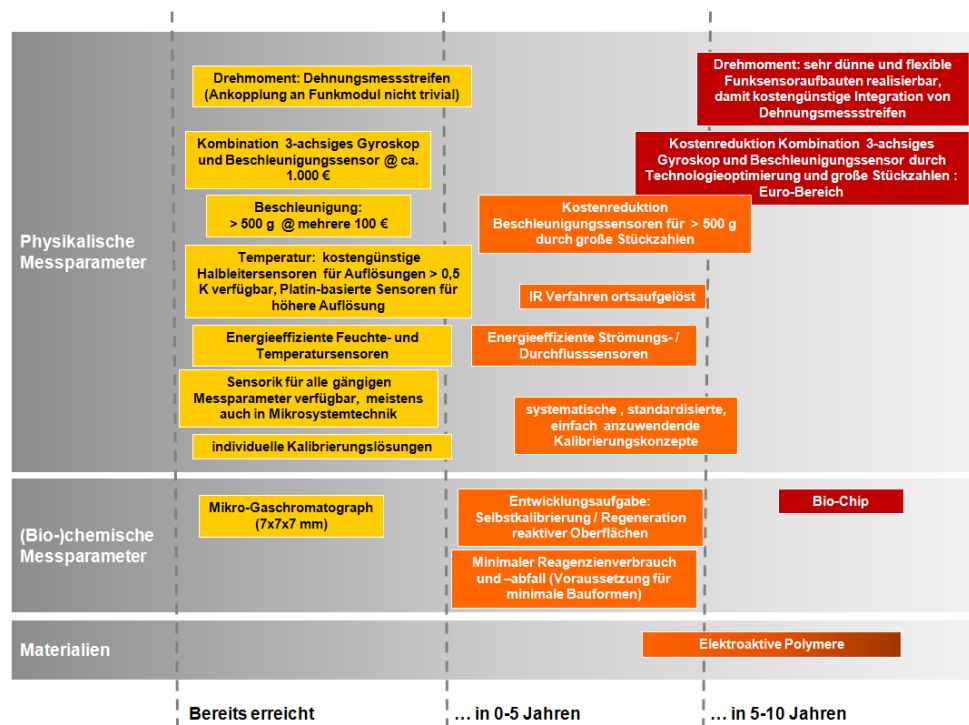 Physikalische
Messparameter
Drehmoment: Dehnungsmessstreifen
(Ankopplung an Funkmodul nicht trivial)
Kombination 3-achsiges Gyroskop
und Beschleunigungssensor @ ca.
1.000 €
Beschleunigung:
> 500 g @ mehrere 100 €
Temperatur: kostengünstige
Halbleitersensoren für Auflösungen > 0,5
K verfügbar, Platin-basierte Sensoren für
höhere Auflösung
Energieeffiziente Feuchte- und
Temperatursensoren
Sensorik für alle gängigen
Messparameter verfügbar, meistens
auch in Mikrosystemtechnik
individuelle Kalibrierungslösungen
Kostenreduktion
Beschleunigungssensoren für > 500 g
durch große Stückzahlen
IR Verfahren ortsaufgelöst
Energieeffiziente Strömungs- /
Durchflusssensoren
systematische , standardisierte,
einfach anzuwendende
Kalibrierungskonzepte
Drehmoment: sehr dünne und flexible
Funksensoraufbauten realisierbar,
damit kostengünstige Integration von
Dehnungsmessstreifen
Kostenreduktion Kombination 3-achsiges
Gyroskop und Beschleunigungssensor durch
Technologieoptimierung und große Stückzahlen :
Euro-Bereich
(Bio-)chemische
Messparameter
Mikro-Gaschromatograph
(7x7x7 mm)
Entwicklungsaufgabe:
Selbstkalibrierung / Regeneration
reaktiver Oberflächen
Minimaler Reagenzienverbrauch
und –abfall (Voraussetzung für
minimale Bauformen)
Bio-Chip
Materialien
Elektroaktive Polymere
Bereits erreicht
... in 0-5 Jahren
... in 5-10 Jahren